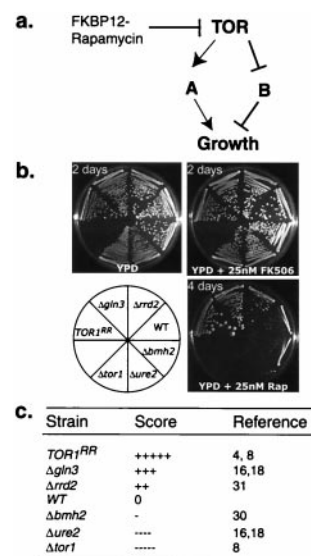 a.
FKBP12-
Rapamycin
TOR
A
B
Growth
b.
2 days
YPD
2 days
YPD + 25nM FK506
Δgln3
Δrrd2
TOR1RR
WT
Δbmh2
Δtor1
Δure2
4 days
YPD + 25nM Rap
c.
Strain Score Reference
TOR1RR +++++ 4, 8
Δgln3 +++ 16,18
Δrrd2 ++ 31
WT 0
Δbmh2 - 30
Δure2 ---- 16,18
Δtor1 ----- 8